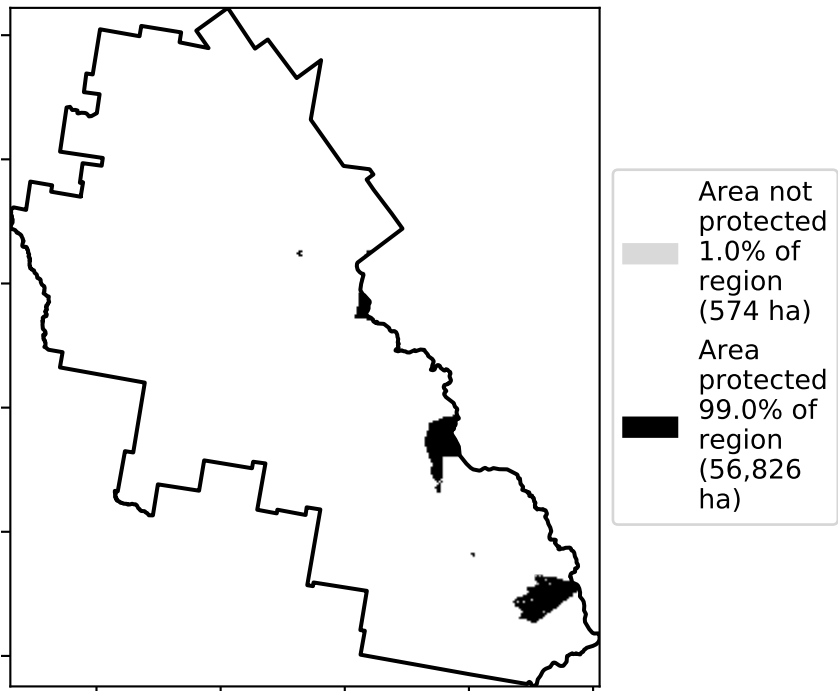 Area not
protected
1.0% of
region
(574 ha)
Area
protected
99.0% of
region
(56,826
ha)